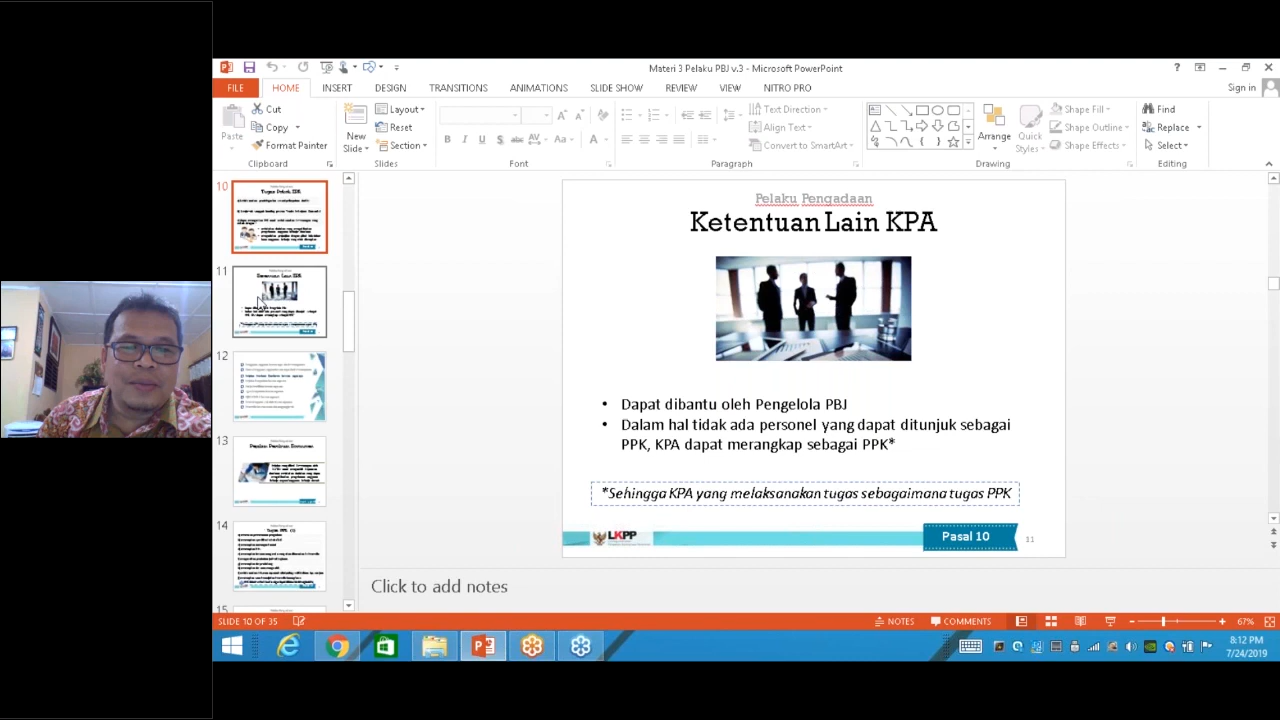 Materi 3 Pelaku PBJ v.3 - Microsoft PowerPoint
Sign in
FILE HOME INSERT DESIGN TRANSITIONS ANIMATIONS SLIDE SHOW REVIEW VIEW NITRO PRO
Paste
Cut
Copy
Format Painter
Clipboard
New Slide
Layout
Reset
Section
Slides
Font
Text Direction
Align Text
Convert to SmartArt
Paragraph
Arrange
Quick Styles
Shape Fill
Shape Outline
Shape Effects
Drawing
Find
Replace
Select
Editing
10
11
12
13
14
15
Pelaku Pengadaan
Ketentuan Lain KPA
• Dapat dibantu oleh Pengelola PBJ
• Dalam hal tidak ada personel yang dapat ditunjuk sebagai
PPK, KPA dapat merangkap sebagai PPK*
*Sehingga KPA yang melaksanakan tugas sebagaimana tugas PPK
LKPP
Pasal 10
11
Click to add notes
SLIDE 10 OF 35
NOTES
COMMENTS
67%
8:12 PM
7/24/2019